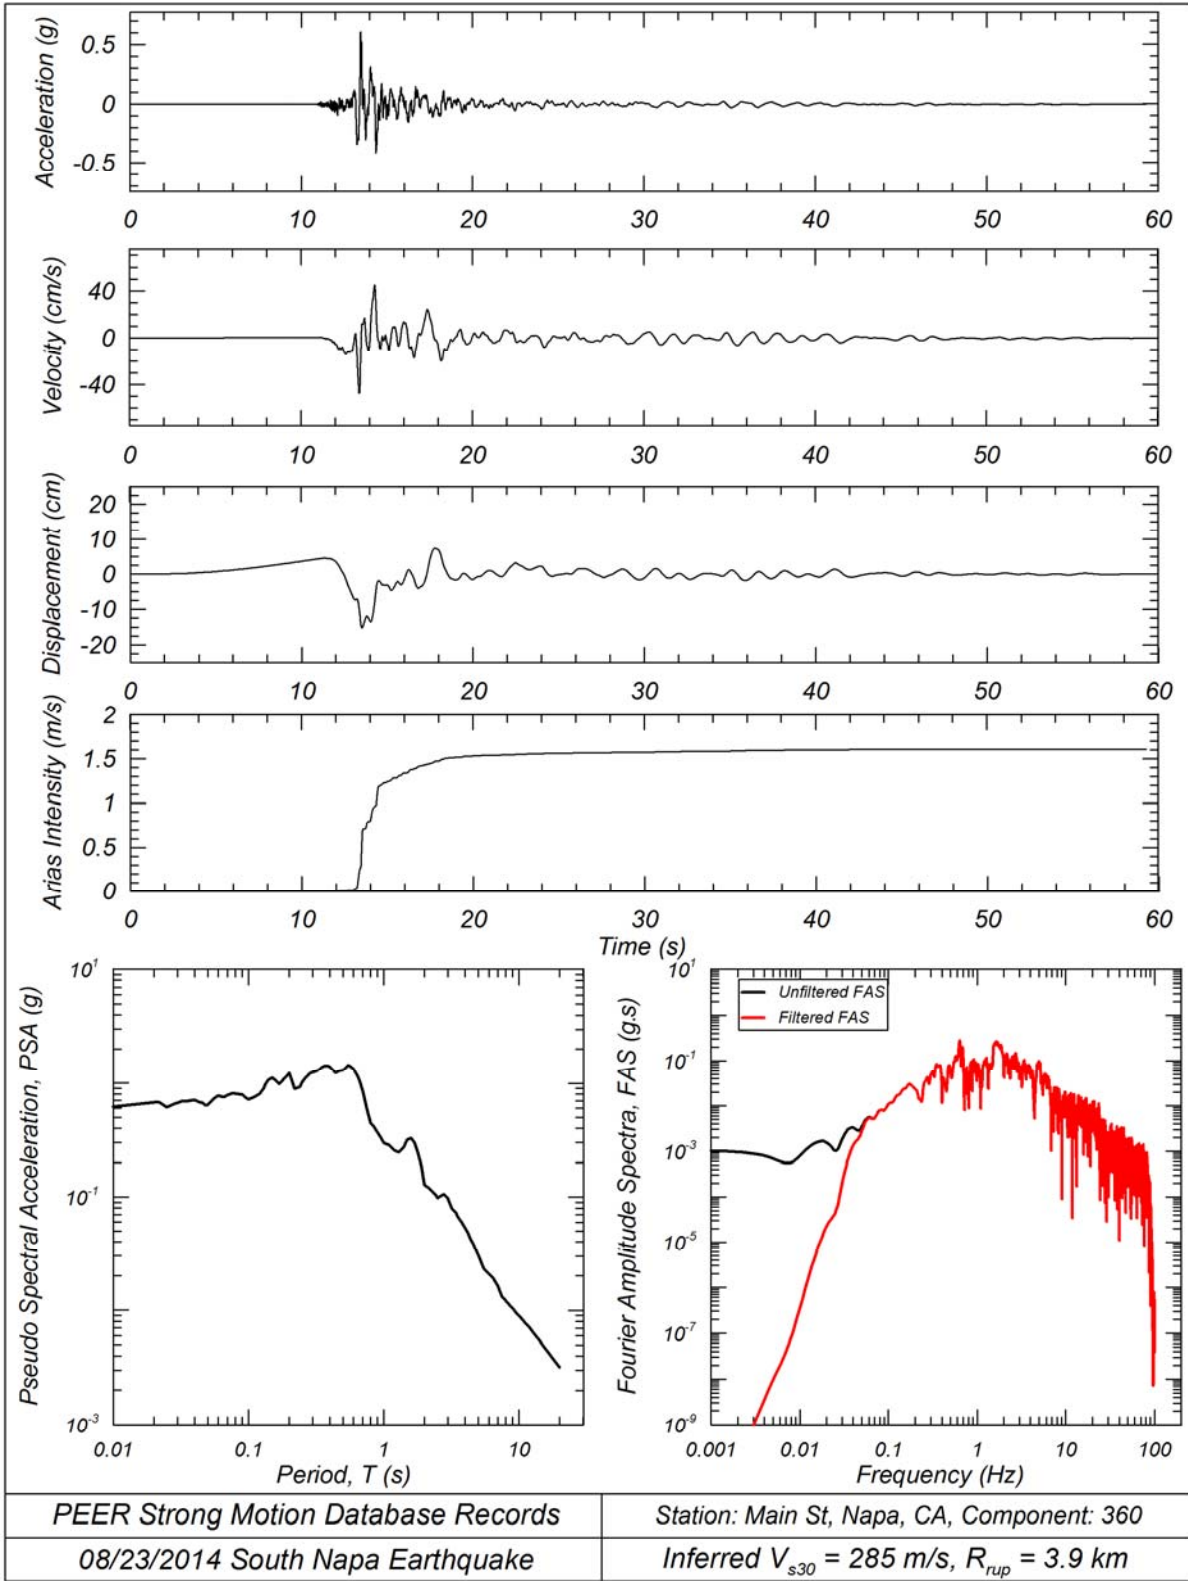 Acceleration (g)
0.5
0
-0.5
0 10 20 30 40 50 60
Velocity (cm/s)
40
0
-40
0 10 20 30 40 50 60
Displacement (cm)
20
10
0
-10
-20
0 10 20 30 40 50 60
Arias Intensity (m/s)
2
1.5
1
0.5
0
0 10 20 30 40 50 60
Time (s)
Pseudo Spectral Acceleration, PSA (g)
10¹
10⁻¹
10⁻³
0.01 0.1 1 10
Period, T (s)
Fourier Amplitude Spectra, FAS (g.s)
10¹
10⁻¹
10⁻³
10⁻⁵
10⁻⁷
10⁻⁹
Unfiltered FAS
Filtered FAS
0.001 0.01 0.1 1 10 100
Frequency (Hz)
PEER Strong Motion Database Records
Station: Main St, Napa, CA, Component: 360
08/23/2014 South Napa Earthquake
Inferred Vs30 = 285 m/s, Rrup = 3.9 km